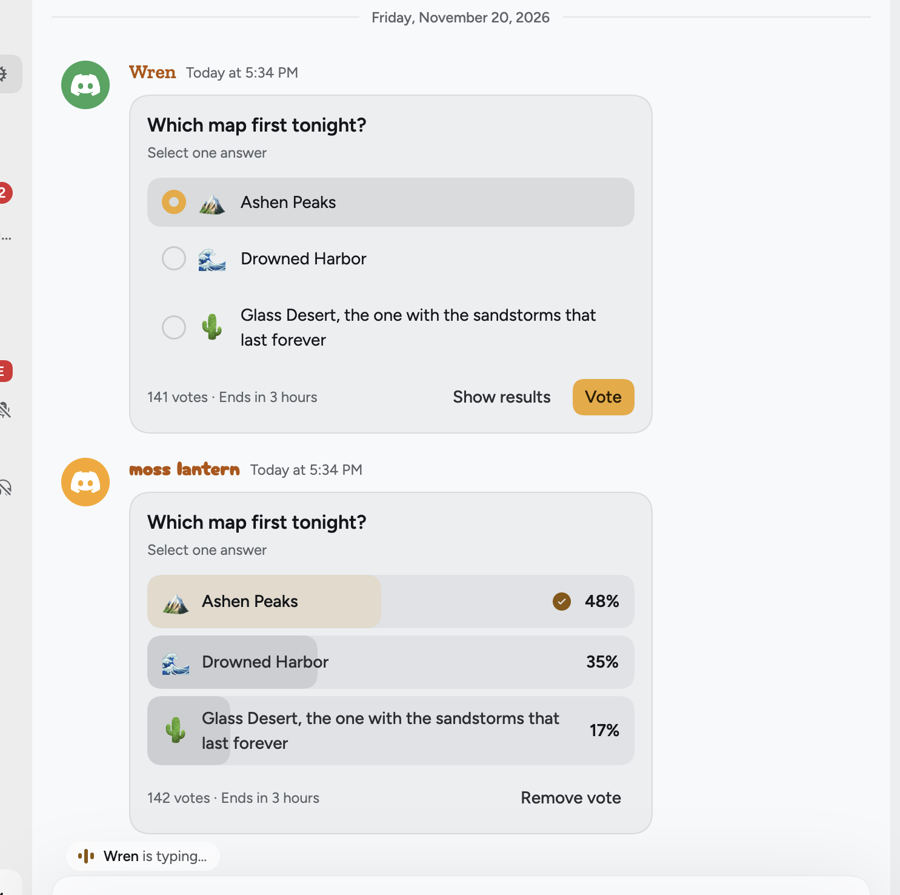 Friday, November 20, 2026
Wren Today at 5:34 PM
Which map first tonight?
Select one answer
2
Ashen Peaks
...
Drowned Harbor
Glass Desert, the one with the sandstorms that
last forever
E
141 votes · Ends in 3 hours Show results Vote
moss lantern Today at 5:34 PM
Which map first tonight?
Select one answer
Ashen Peaks 48%
Drowned Harbor 35%
Glass Desert, the one with the sandstorms that
last forever 17%
142 votes · Ends in 3 hours Remove vote
Wren is typing...